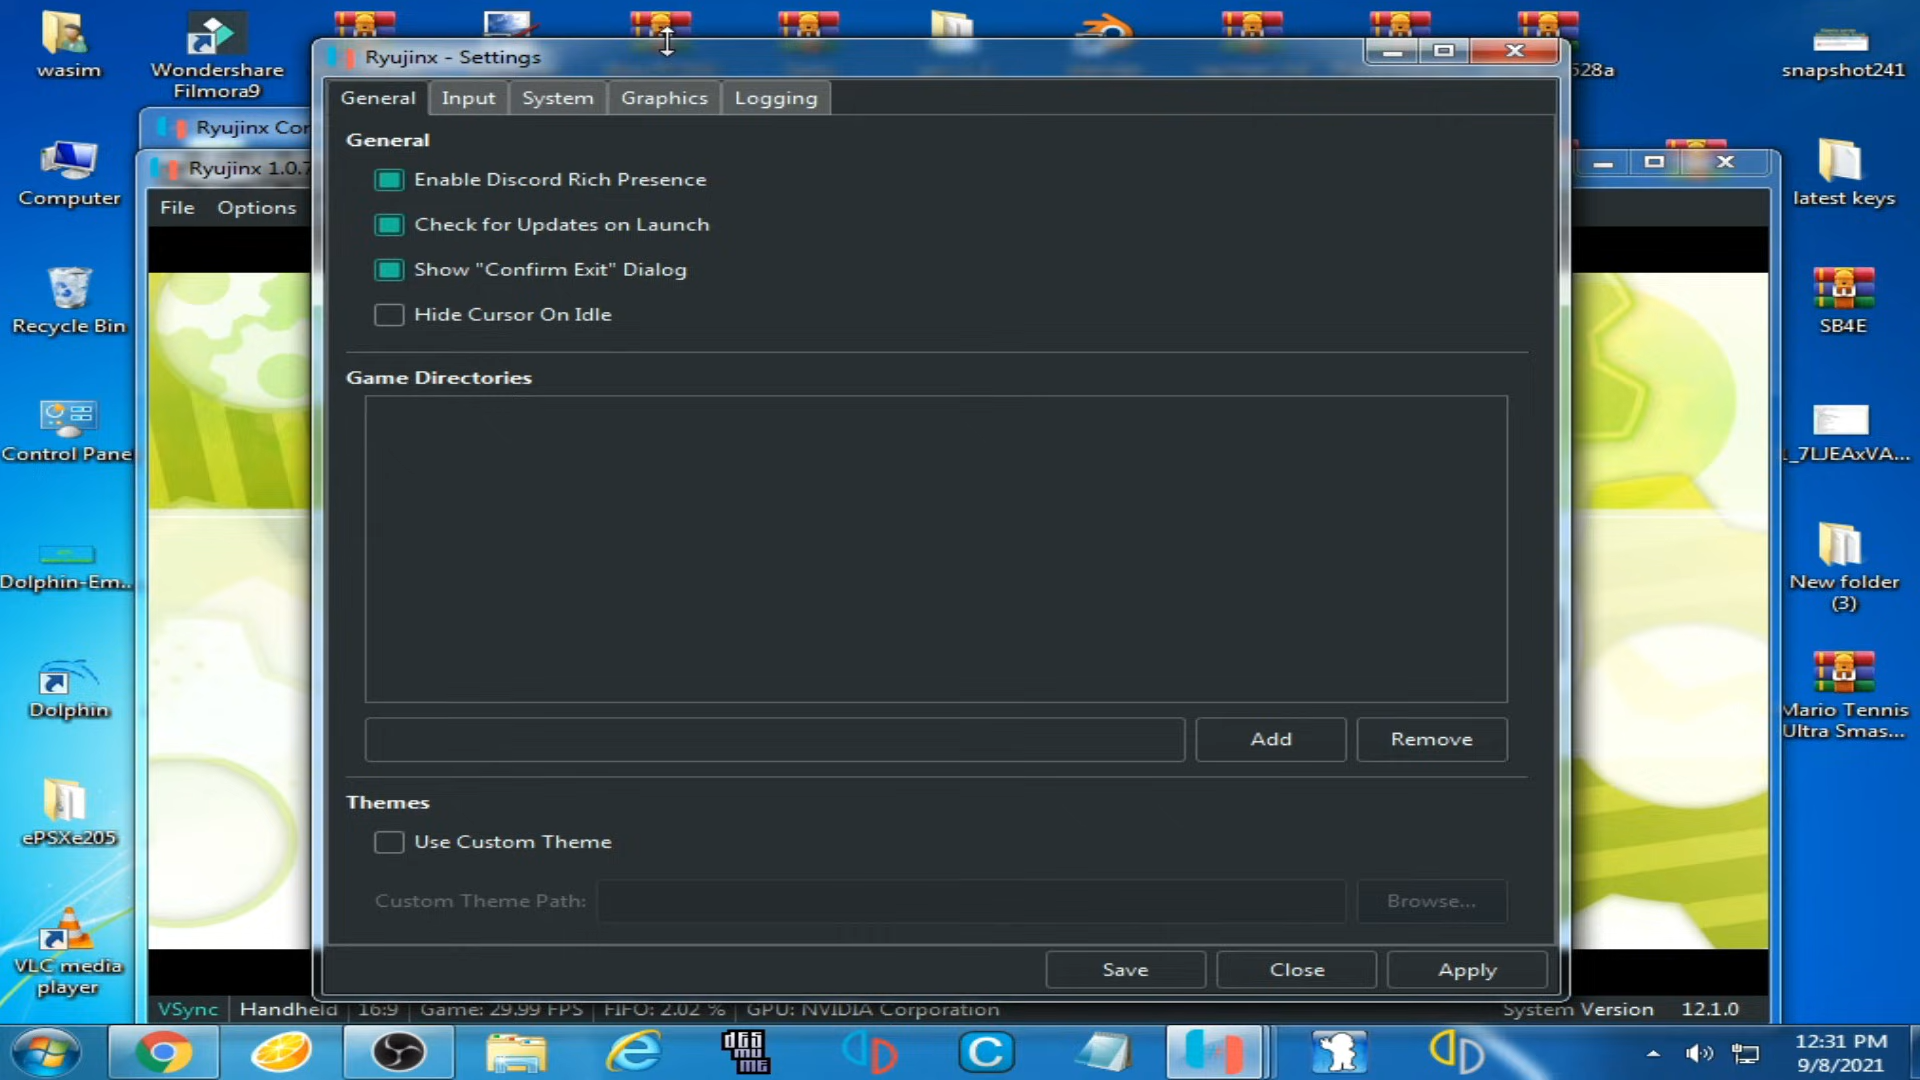 wasim
Wondershare
Filmora9
528a
snapshot241
Ryujinx - Settings
General
Input
System
Graphics
Logging
Ryujinx Cor
Ryujinx 1.0.7
File
Options
General
Enable Discord Rich Presence
Check for Updates on Launch
Show "Confirm Exit" Dialog
Hide Cursor On Idle
Game Directories
Add
Remove
Themes
Use Custom Theme
Custom Theme Path:
Browse...
Save
Close
Apply
Computer
Recycle Bin
Control Pane
Dolphin-Em...
Dolphin
ePSXe205
VLC media
player
latest keys
SB4E
_7LJEAxVA...
New folder
(3)
Mario Tennis
Ultra Smas...
VSync
Handheld
16:9
Game: 29.99 FPS
FIFO: 2.02 %
GPU: NVIDIA Corporation
System Version
12.1.0
12:31 PM
9/8/2021